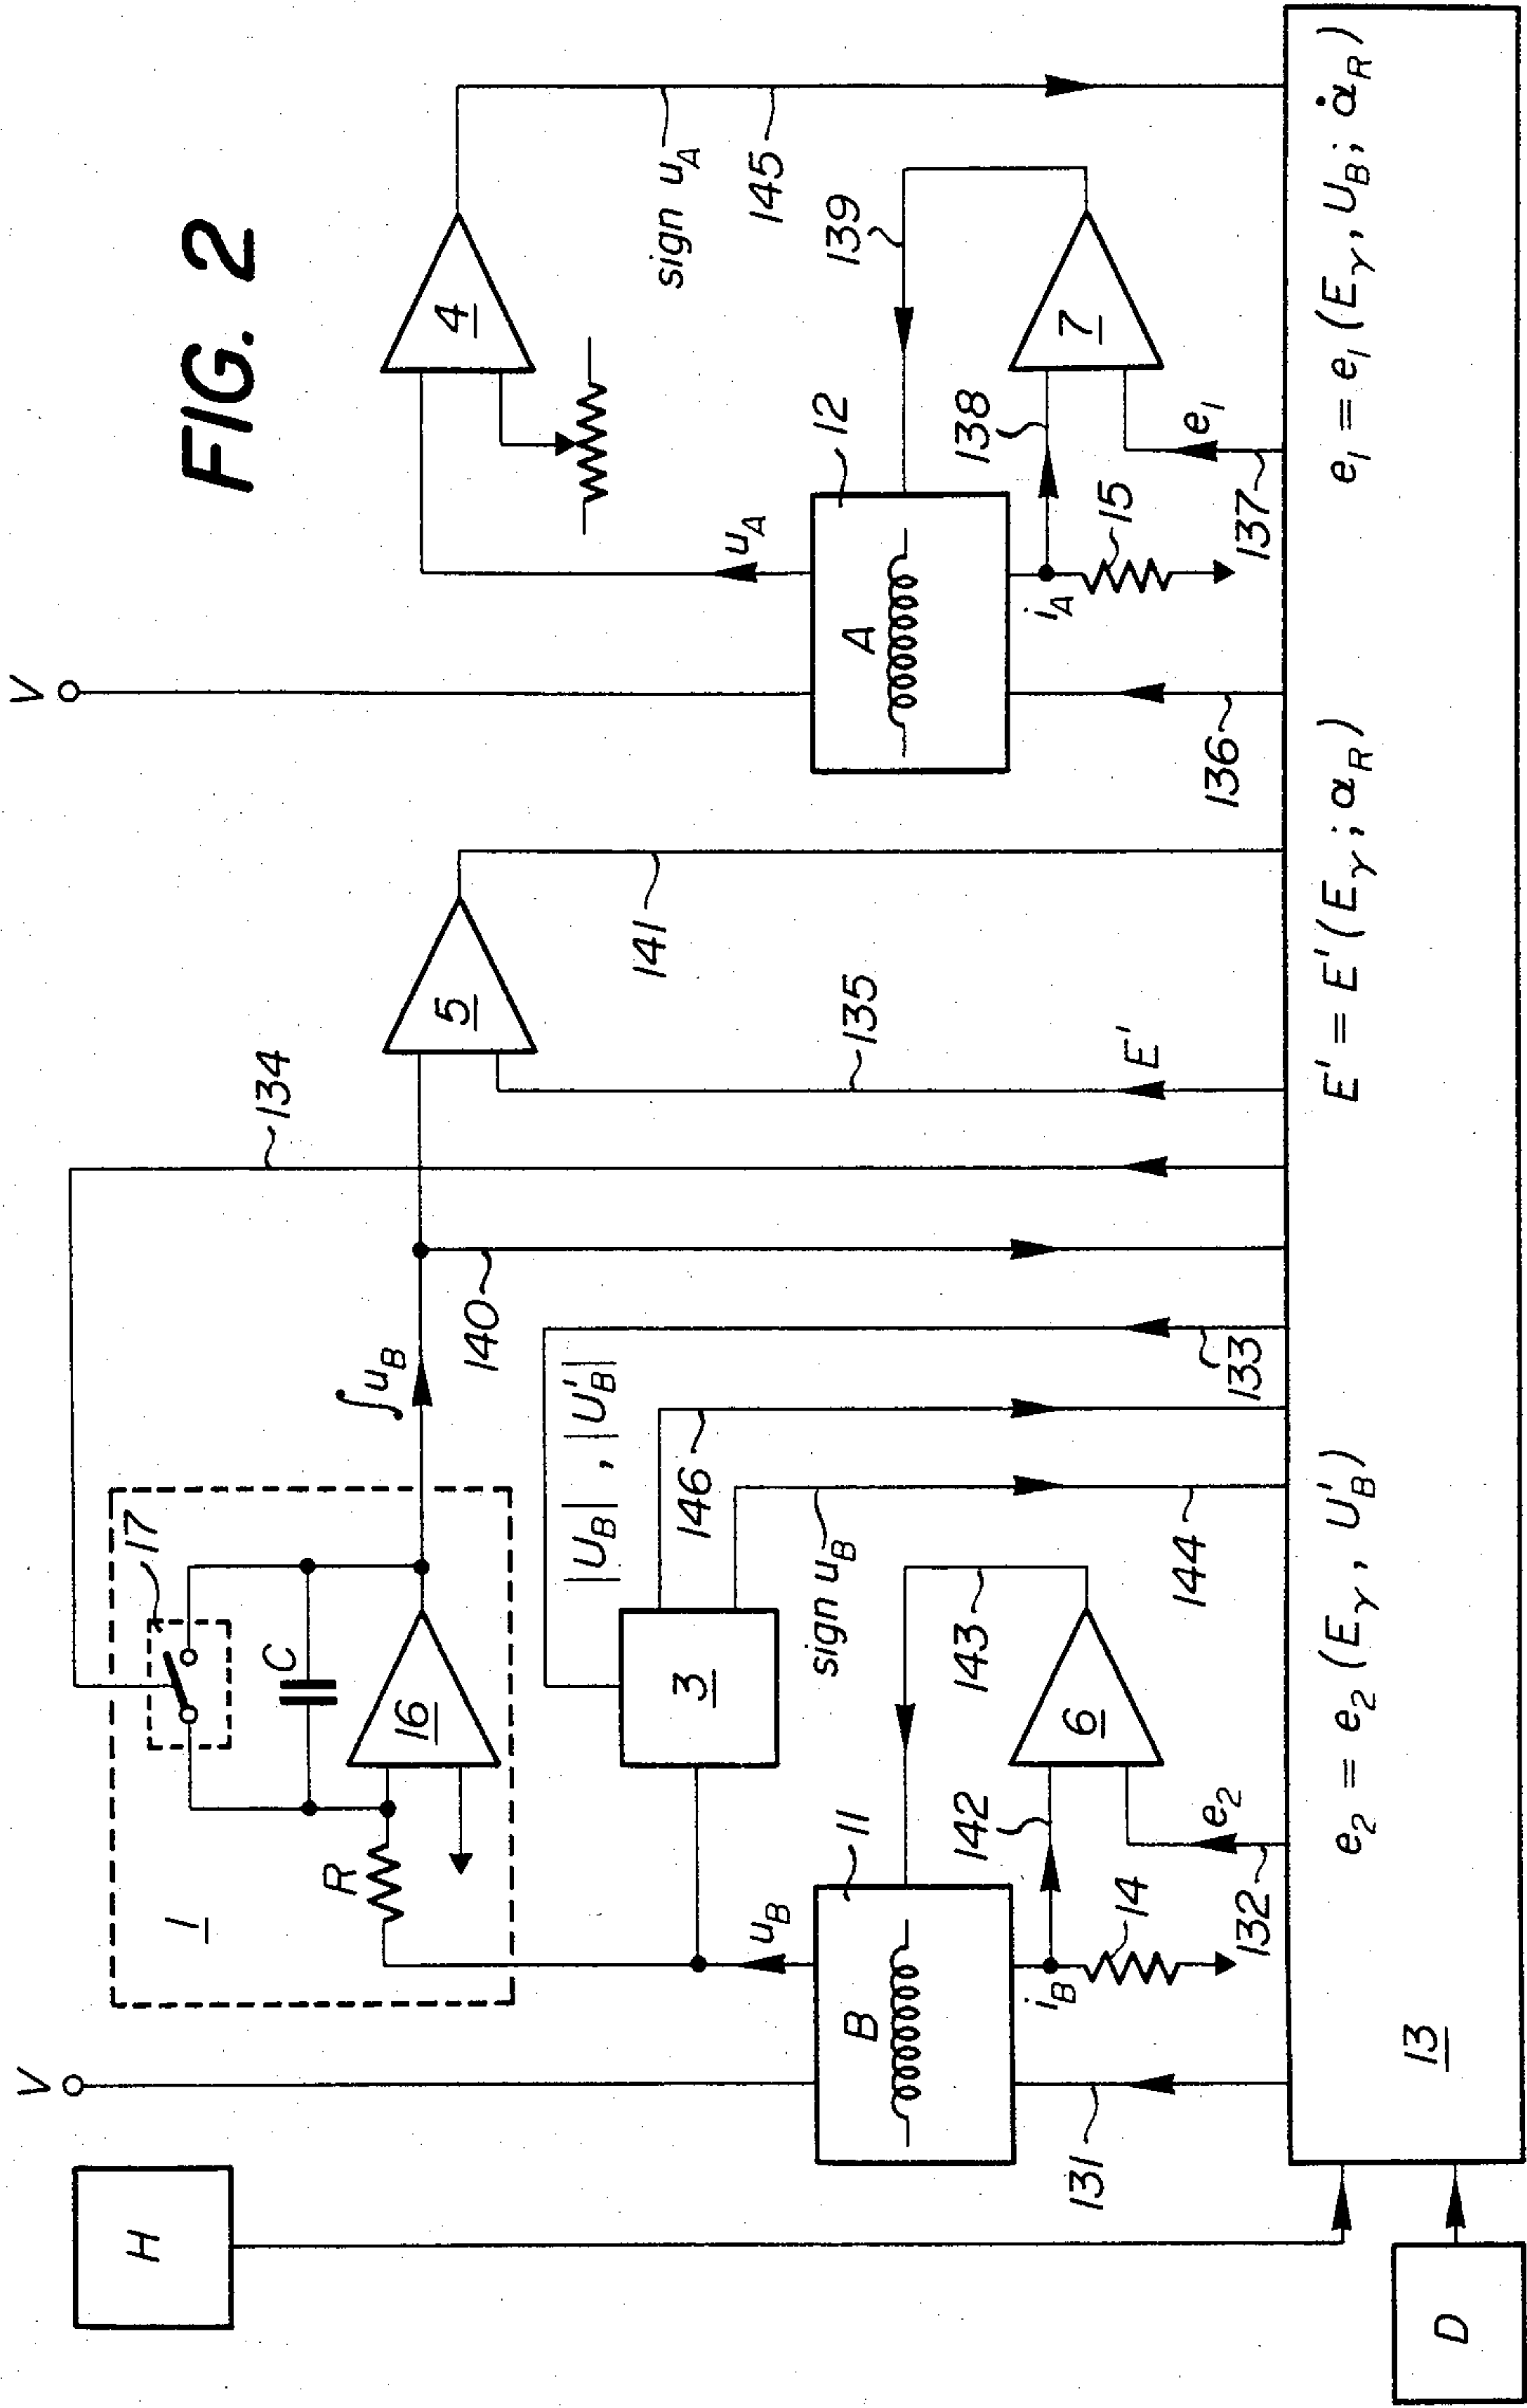 FIG. 2
H
D
V
V
1
17
R
C
16
∫u_B
134
5
4
|U_B| , |U'_B|
140
141
sign u_A
145
u_B
3
146
sign u_B
135
u_A
11
B
143
144
133
E'
12
A
139
138
7
142
6
i_B
14
132
e_2
131
i_A
15
137
e_1
136
13
e_2 = e_2 (E_γ, U'_B)
E' = E' (E_γ; α_R)
e_1 = e_1 (E_γ, U_B; α̇_R)